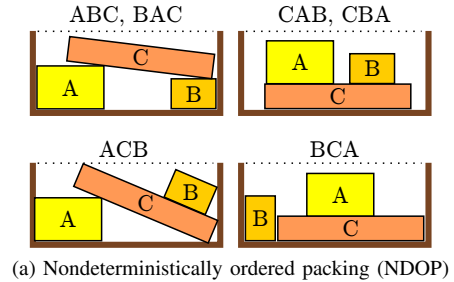 ABC, BAC
CAB, CBA
C
A
B
A
B
C
ACB
BCA
B
C
A
A
B
C
(a) Nondeterministically ordered packing (NDOP)